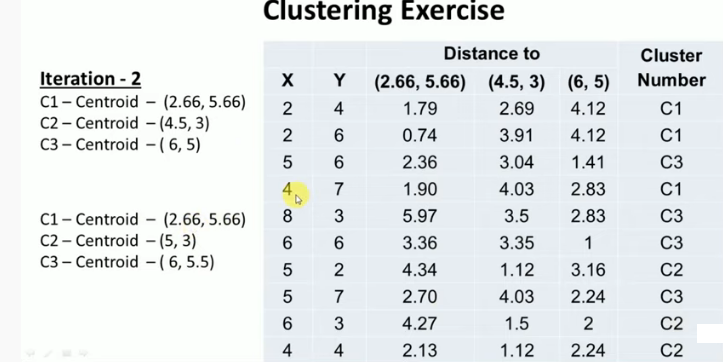 Clustering Exercise
Iteration - 2
C1 – Centroid – (2.66, 5.66)
C2 – Centroid – (4.5, 3)
C3 – Centroid – ( 6, 5)
C1 – Centroid – (2.66, 5.66)
C2 – Centroid – (5, 3)
C3 – Centroid – ( 6, 5.5)
Distance to Cluster
X Y (2.66, 5.66) (4.5, 3) (6, 5) Number
2 4 1.79 2.69 4.12 C1
2 6 0.74 3.91 4.12 C1
5 6 2.36 3.04 1.41 C3
4 7 1.90 4.03 2.83 C1
8 3 5.97 3.5 2.83 C3
6 6 3.36 3.35 1 C3
5 2 4.34 1.12 3.16 C2
5 7 2.70 4.03 2.24 C3
6 3 4.27 1.5 2 C2
4 4 2.13 1.12 2.24 C2